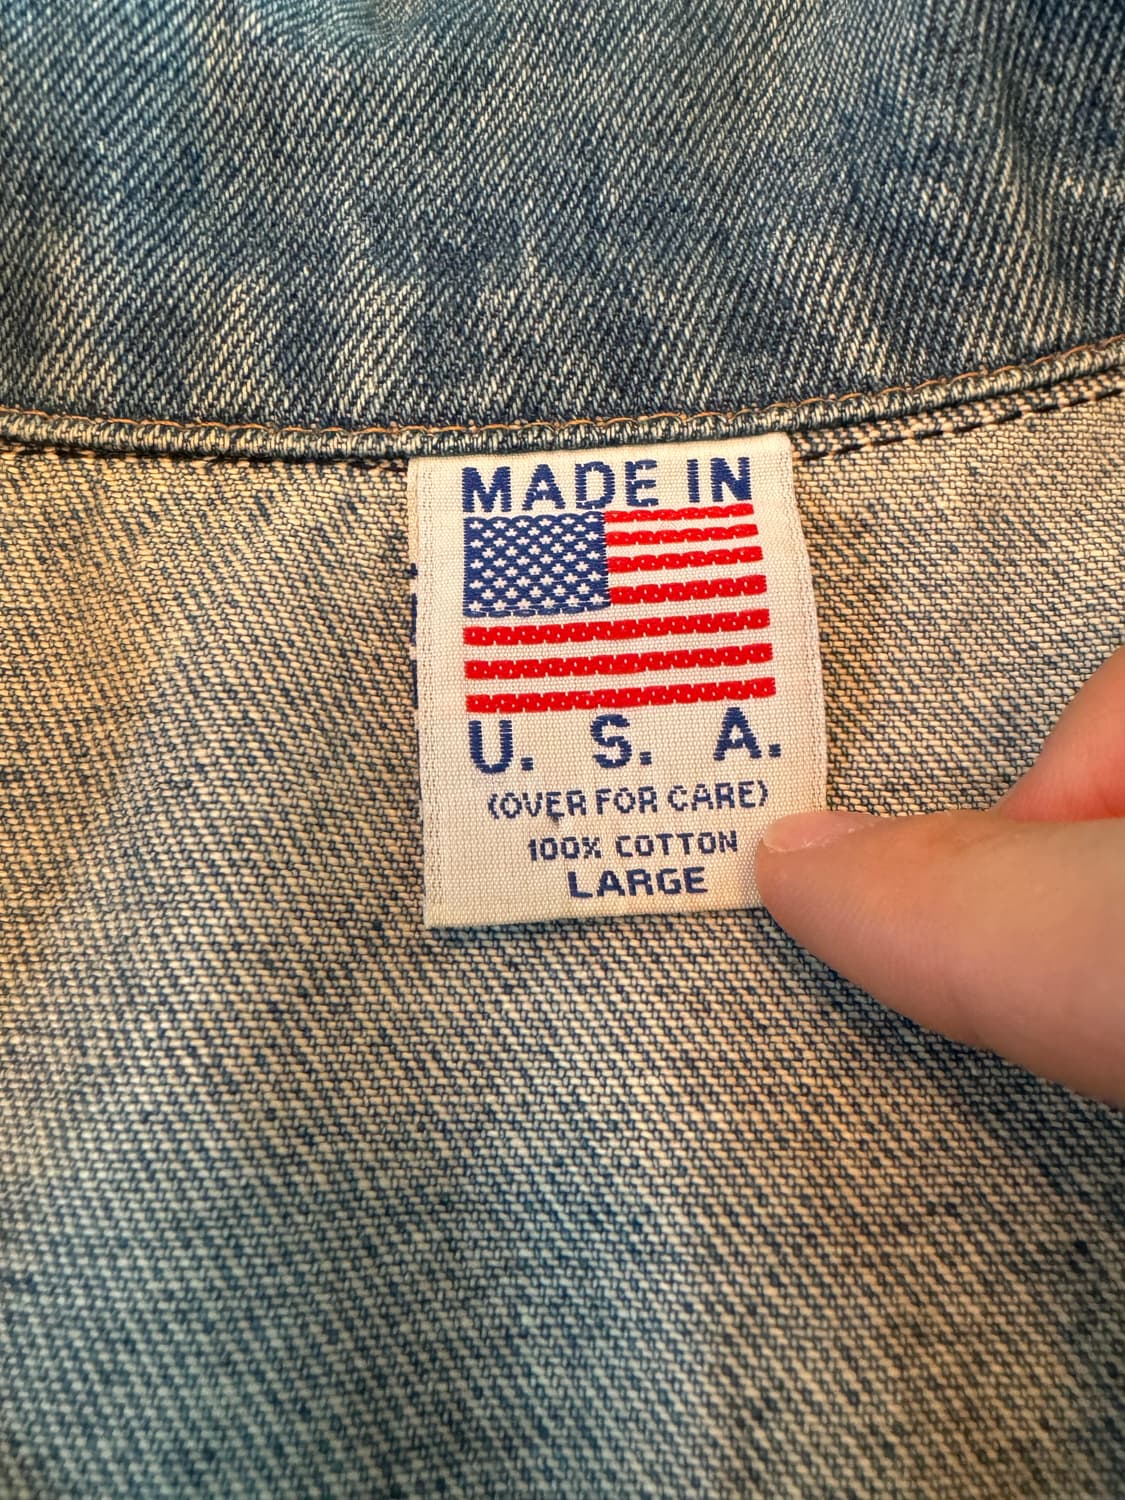 MADE IN
U. S. A.
(OVER FOR CARE)
100% COTTON
LARGE